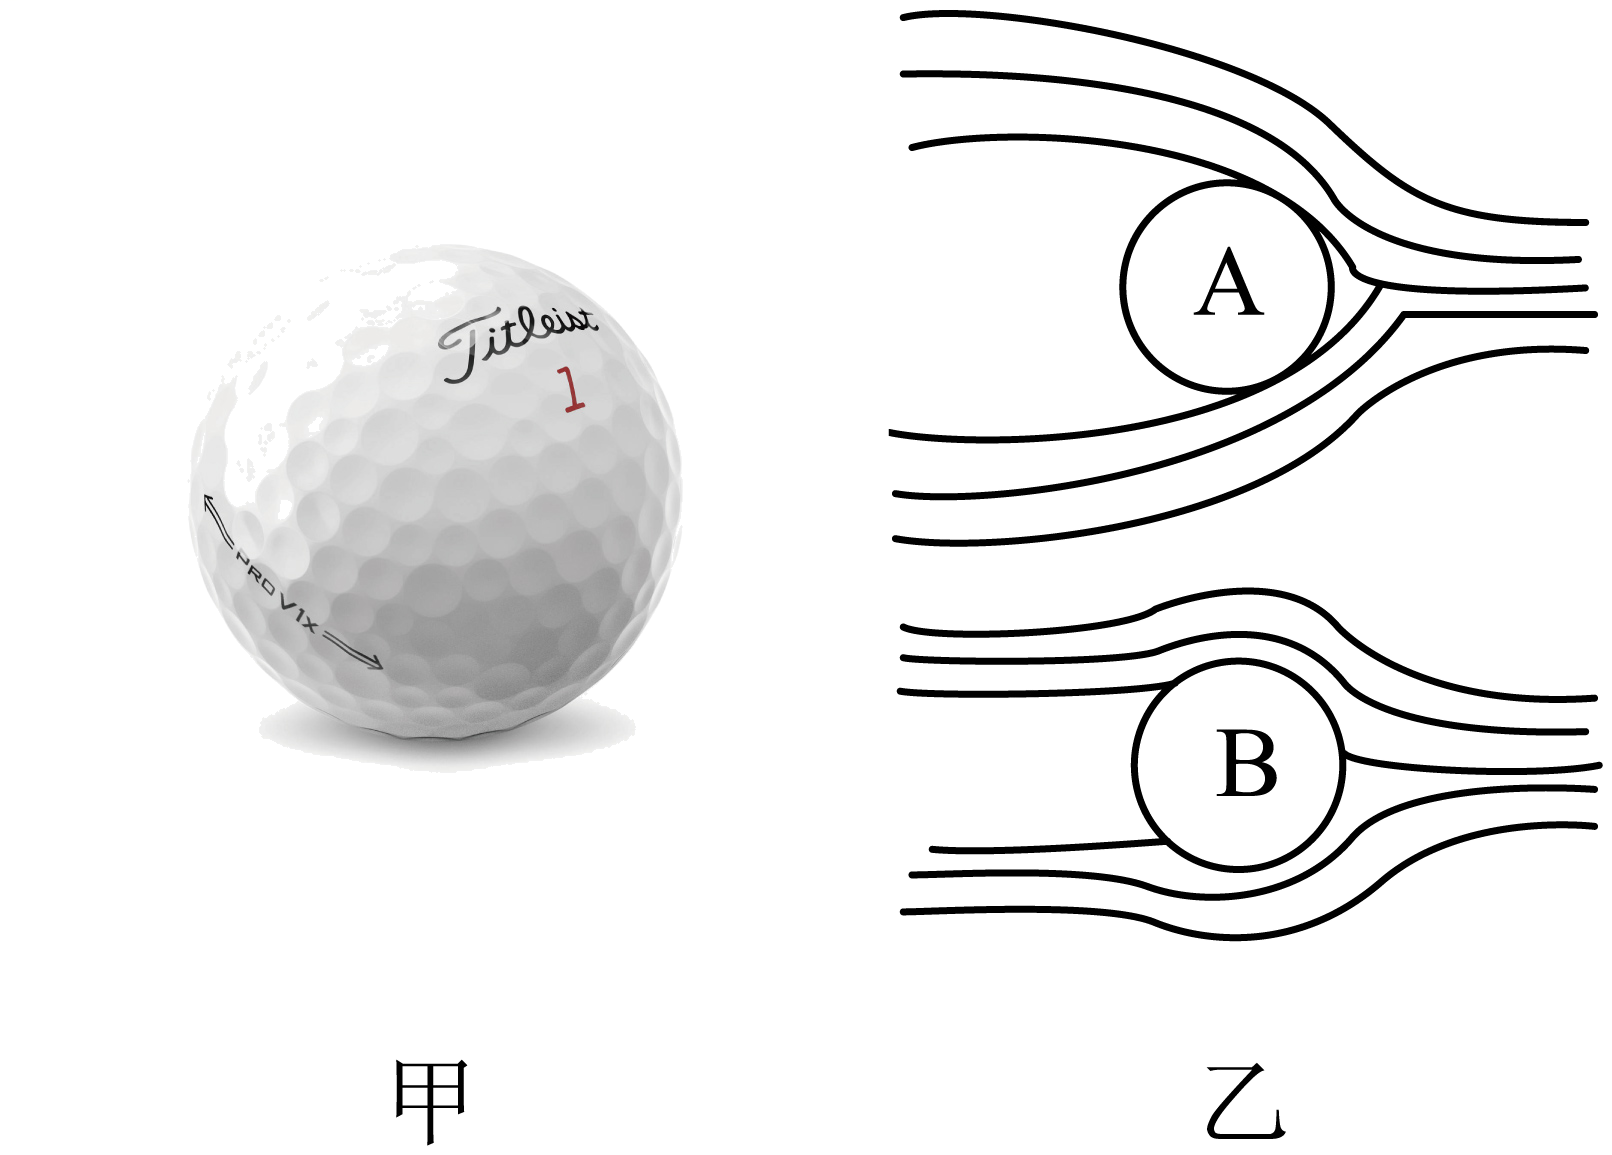 Titleist
1
PRO V1x
A
B
甲
乙